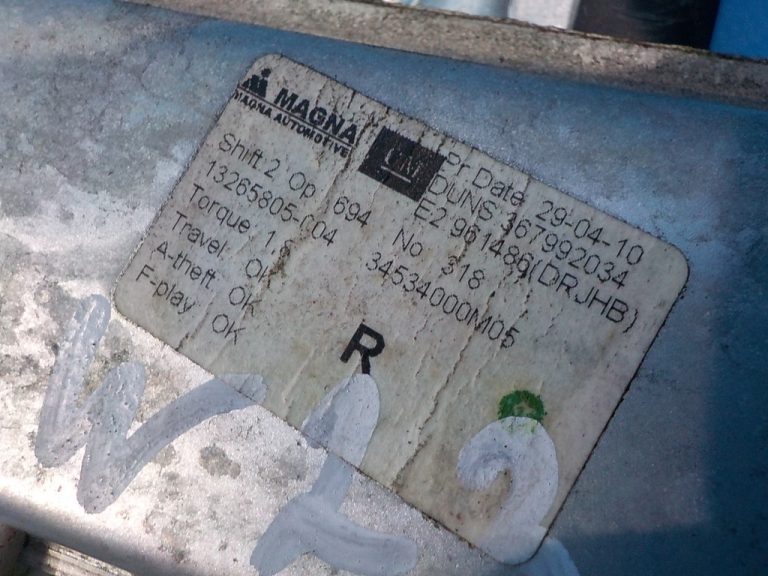 MAGNA
MAGNA AUTOMOTIVE
GM
Pr.Date 29-04-10
DUNS 367992034
E2 961486(DRJHB)
Shift 2 Op 694 No 318
13265805-004 34534000M05
Torque 1.
Travel OK
A-theft OK
F-play OK
R